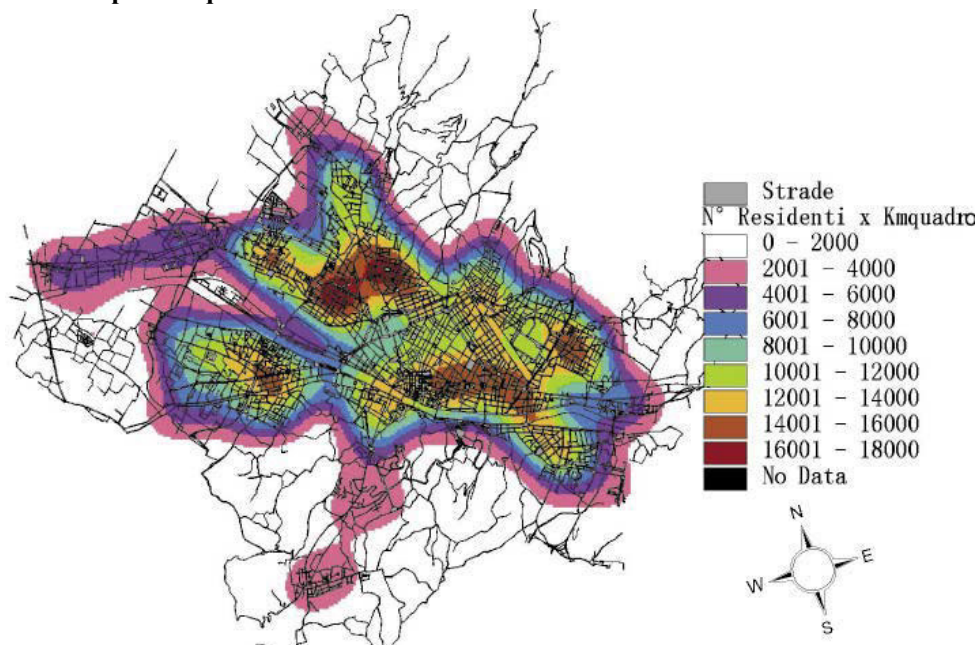 Strade
N° Residenti x Kmquadro
0 - 2000
2001 - 4000
4001 - 6000
6001 - 8000
8001 - 10000
10001 - 12000
12001 - 14000
14001 - 16000
16001 - 18000
No Data
N
E
W
S